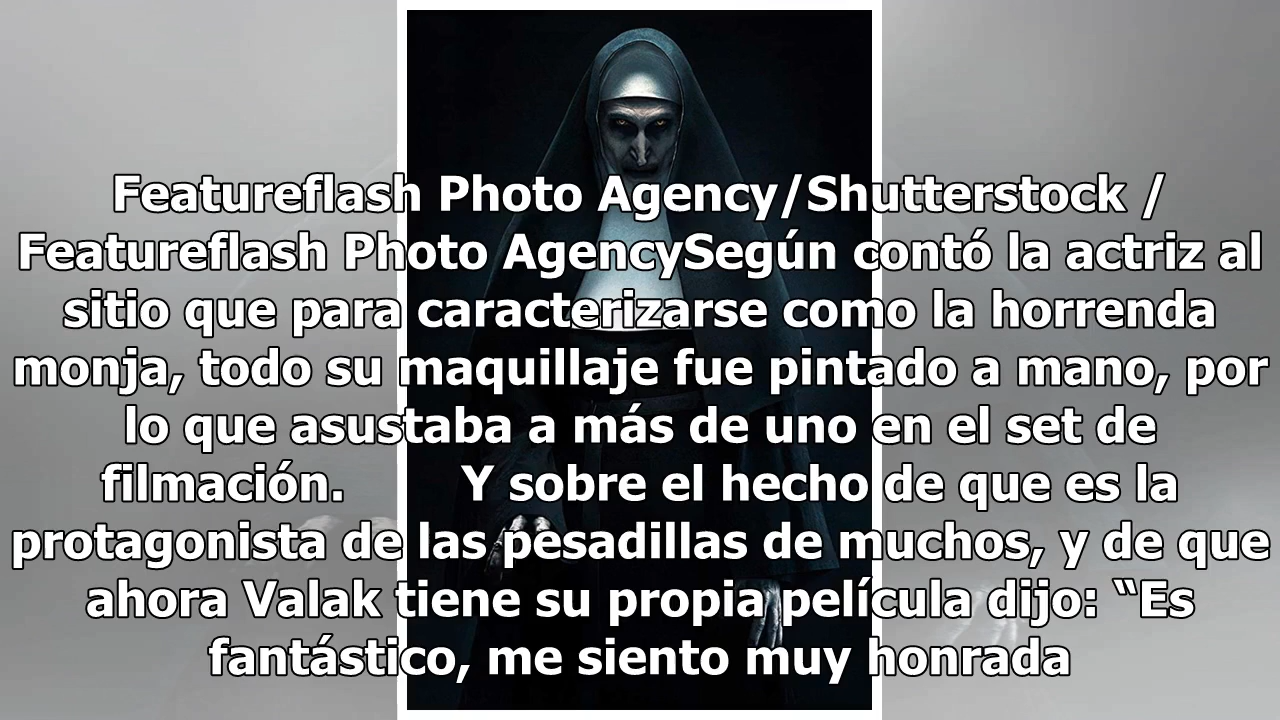 Featureflash Photo Agency/Shutterstock /
Featureflash Photo AgencySegún contó la actriz al
sitio que para caracterizarse como la horrenda
monja, todo su maquillaje fue pintado a mano, por
lo que asustaba a más de uno en el set de
filmación. Y sobre el hecho de que es la
protagonista de las pesadillas de muchos, y de que
ahora Valak tiene su propia película dijo: “Es
fantástico, me siento muy honrada